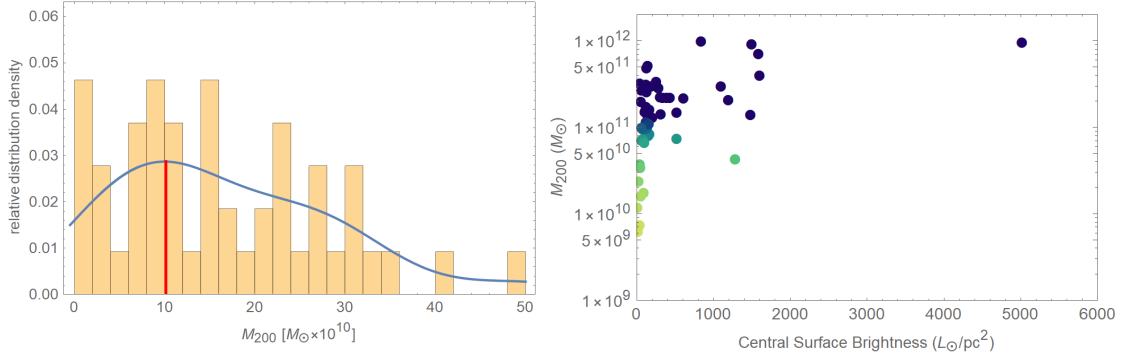 0.06
0.05
0.04
0.03
0.02
0.01
0.00
relative distribution density
0 10 20 30 40 50
M200 [M⊙×10^10]
1 × 10^12
5 × 10^11
1 × 10^11
5 × 10^10
1 × 10^10
5 × 10^9
1 × 10^9
M200 (M⊙)
0 1000 2000 3000 4000 5000 6000
Central Surface Brightness (L⊙/pc^2)